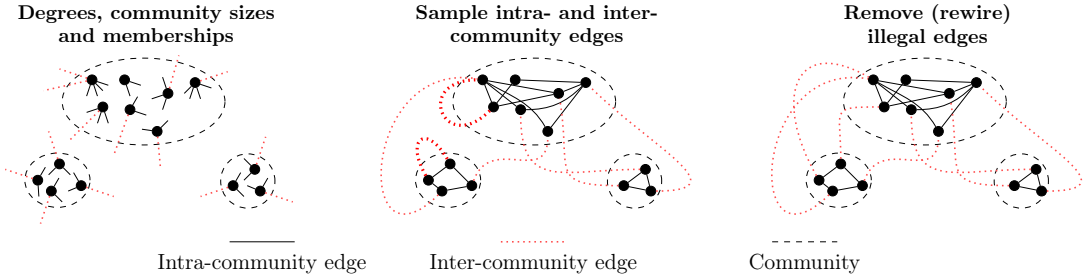 Degrees, community sizes
and memberships
Sample intra- and inter-
community edges
Remove (rewire)
illegal edges
Intra-community edge
Inter-community edge
Community